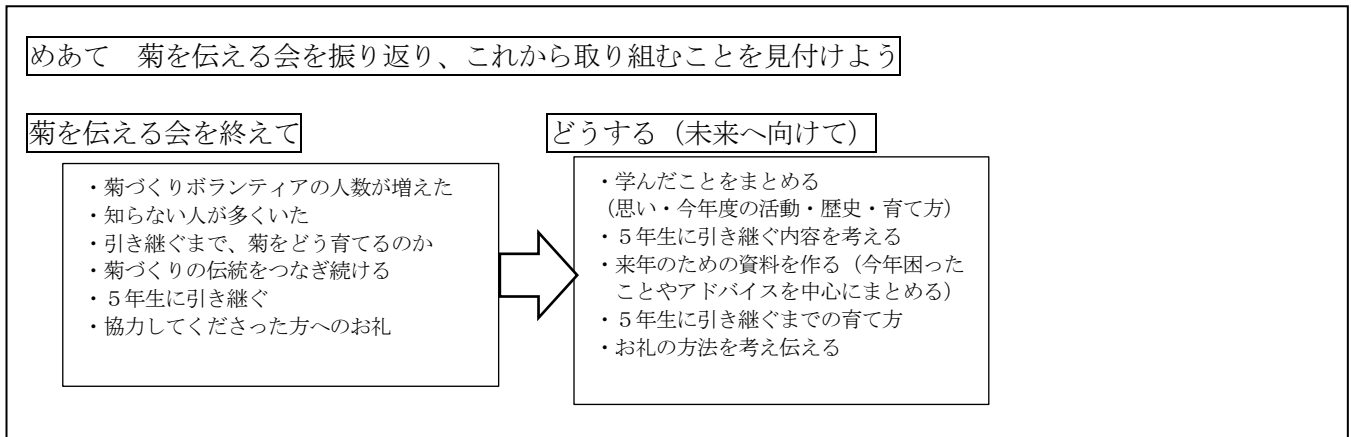 めあて　菊を伝える会を振り返り、これから取り組むことを見付けよう
菊を伝える会を終えて
・菊づくりボランティアの人数が増えた
・知らない人が多くいた
・引き継ぐまで、菊をどう育てるのか
・菊づくりの伝統をつなぎ続ける
・５年生に引き継ぐ
・協力してくださった方へのお礼
どうする（未来へ向けて）
・学んだことをまとめる
（思い・今年度の活動・歴史・育て方）
・５年生に引き継ぐ内容を考える
・来年のための資料を作る（今年困った
ことやアドバイスを中心にまとめる）
・５年生に引き継ぐまでの育て方
・お礼の方法を考え伝える